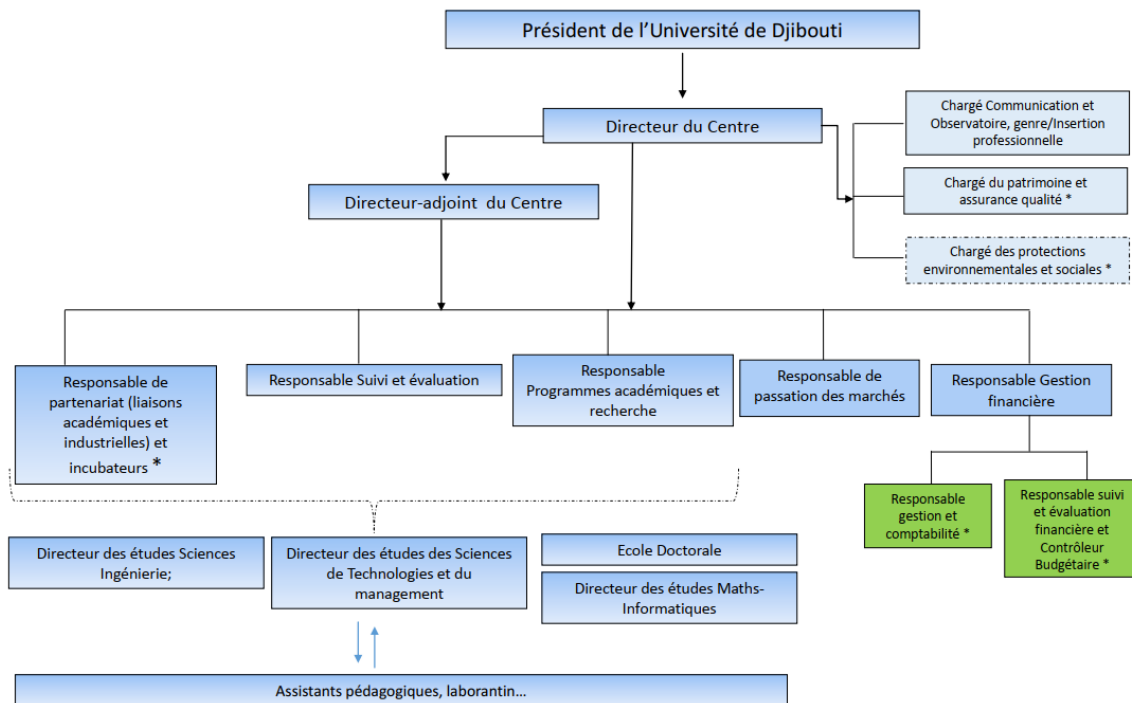 Président de l’Université de Djibouti
Directeur du Centre
Chargé Communication et
Observatoire, genre/Insertion
professionnelle
Chargé du patrimoine et
assurance qualité *
Directeur-adjoint du Centre
Chargé des protections
environnementales et sociales *
Responsable de
partenariat (liaisons
académiques et
industrielles) et
incubateurs *
Responsable Suivi et évaluation
Responsable
Programmes académiques et
recherche
Responsable de
passation des marchés
Responsable Gestion
financière
Responsable
gestion et
comptabilité *
Responsable suivi
et évaluation
financière et
Contrôleur
Budgétaire *
Directeur des études Sciences
Ingénierie;
Directeur des études des Sciences
de Technologies et du
management
Ecole Doctorale
Directeur des études Maths-
Informatiques
Assistants pédagogiques, laborantin…